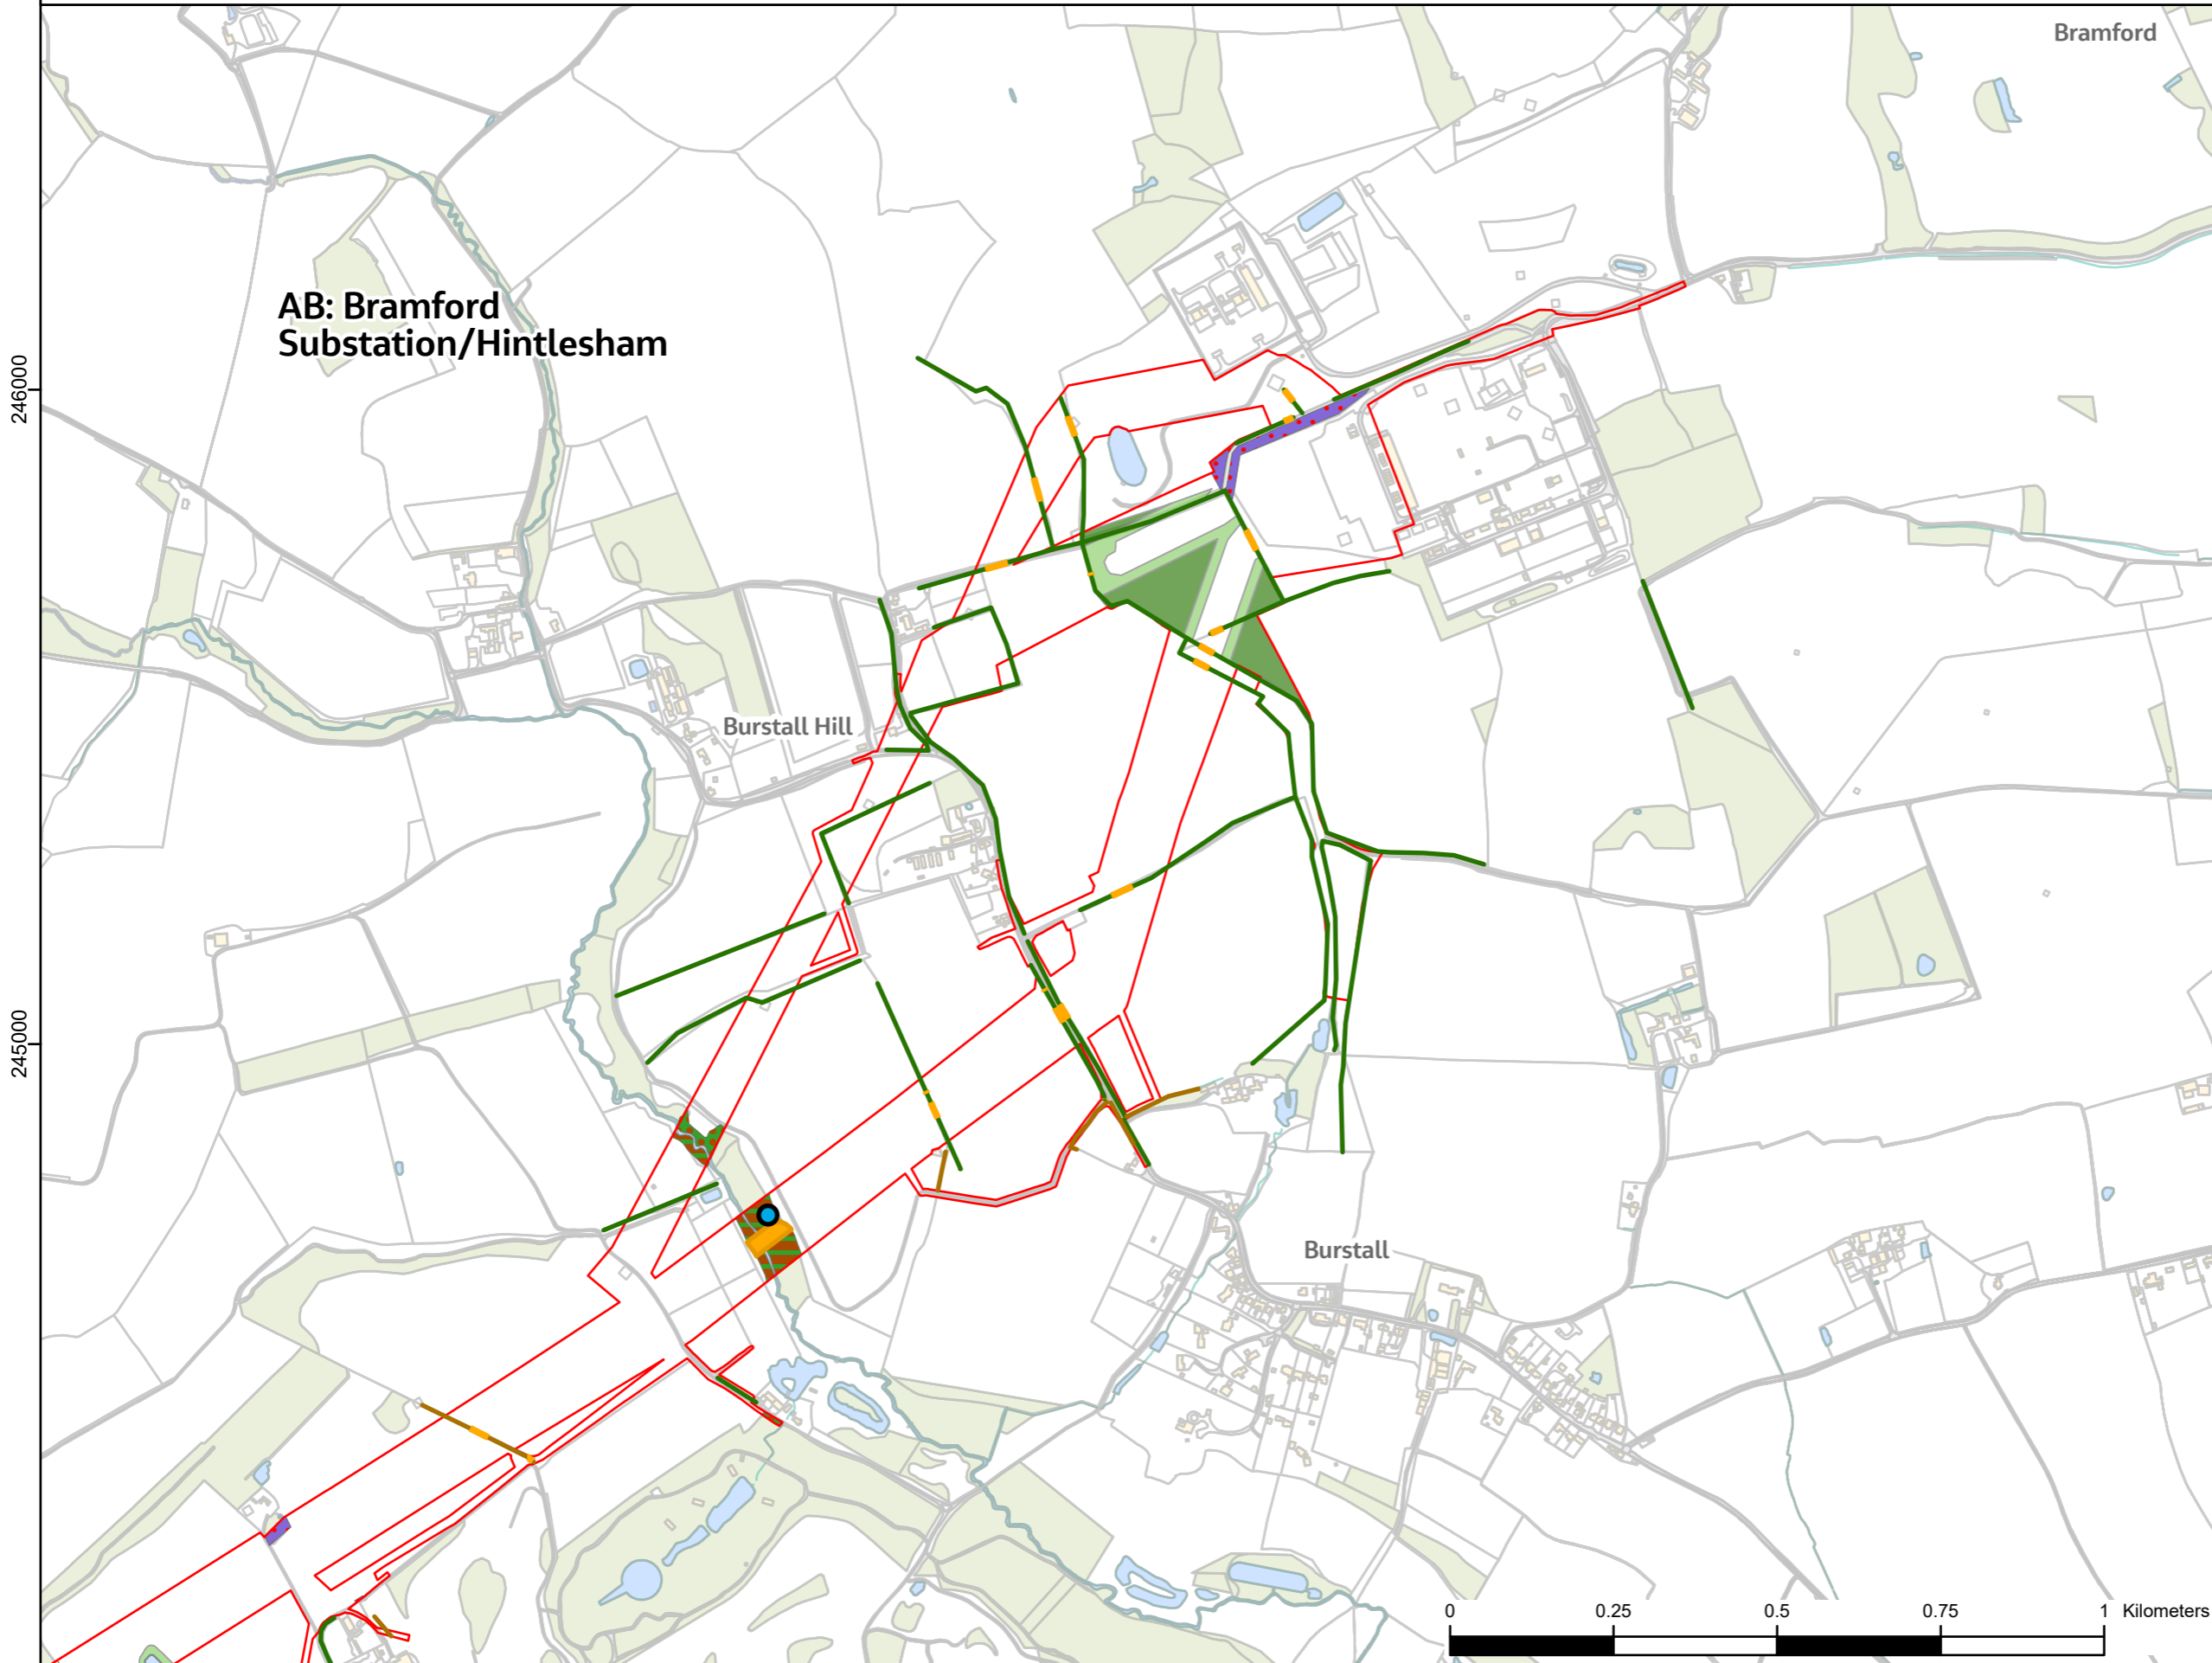 Bramford
AB: Bramford
Substation/Hintlesham
246000
Burstall Hill
245000
Burstall
0 0.25 0.5 0.75 1 Kilometers